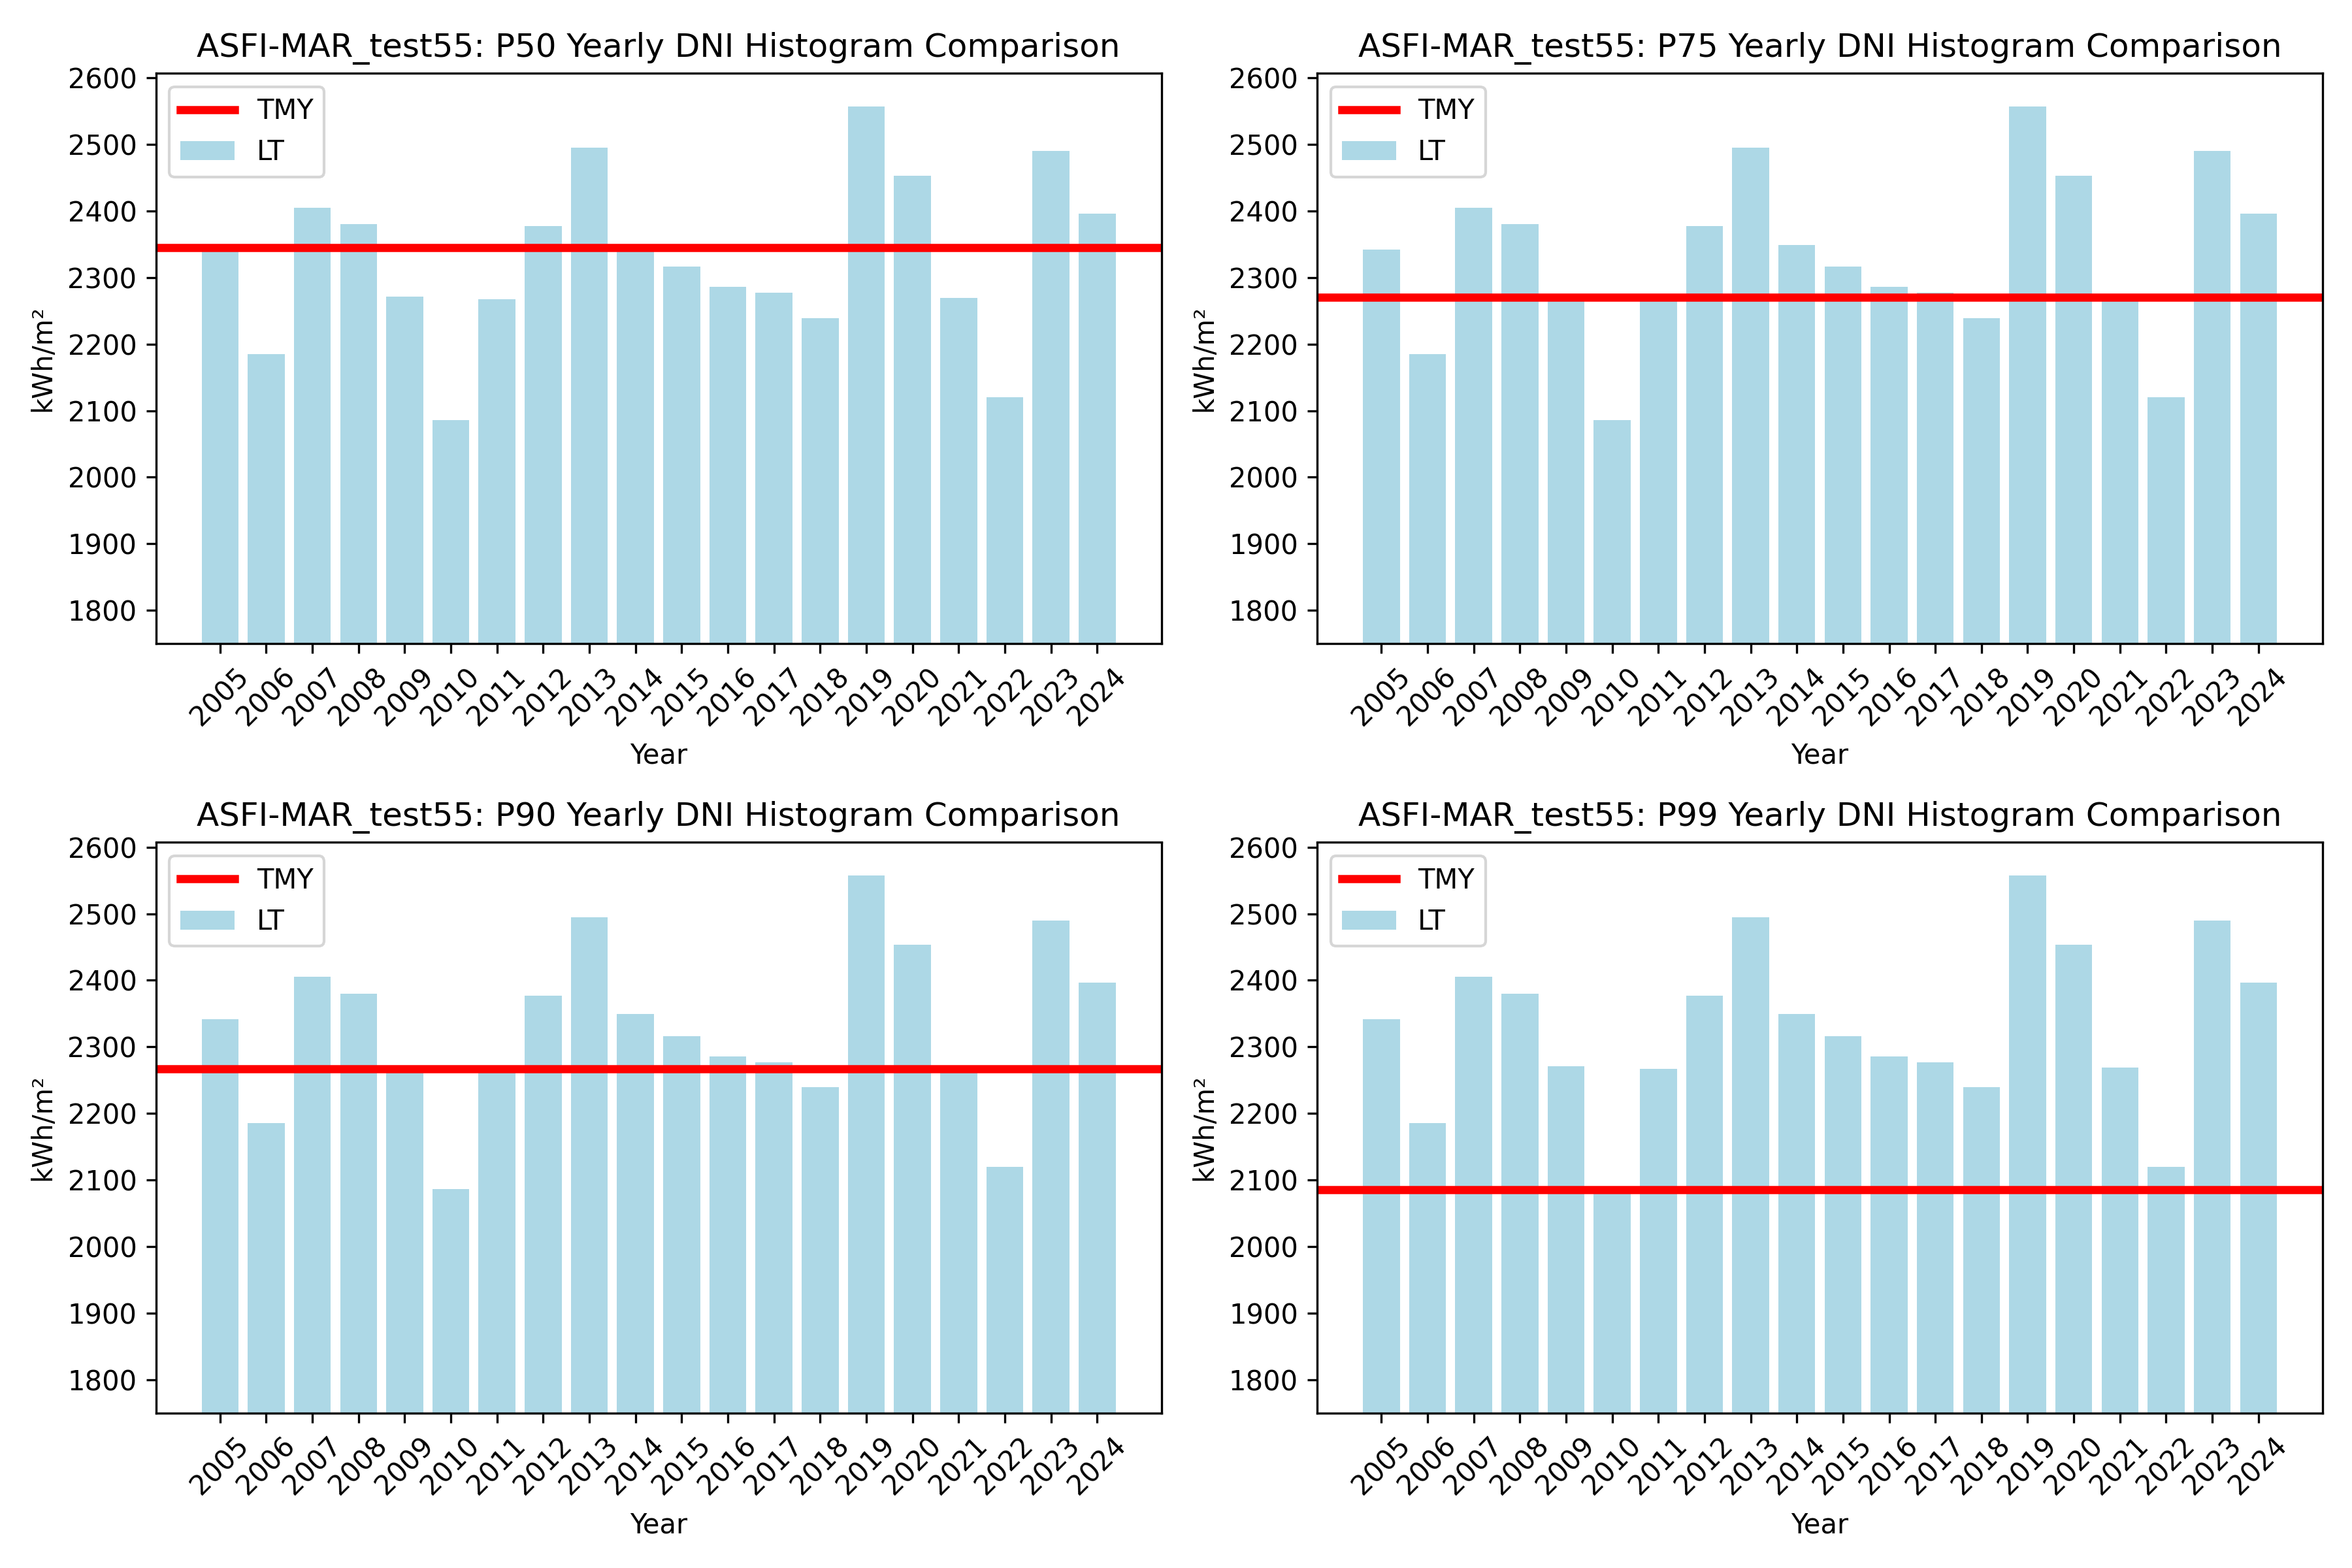 ASFI-MAR_test55: P50 Yearly DNI Histogram Comparison
2600
2500
2400
2300
2200
2100
2000
1900
1800
kWh/m²
TMY
LT
2005 2006 2007 2008 2009 2010 2011 2012 2013 2014 2015 2016 2017 2018 2019 2020 2021 2022 2023 2024
Year
ASFI-MAR_test55: P75 Yearly DNI Histogram Comparison
2600
2500
2400
2300
2200
2100
2000
1900
1800
kWh/m²
TMY
LT
2005 2006 2007 2008 2009 2010 2011 2012 2013 2014 2015 2016 2017 2018 2019 2020 2021 2022 2023 2024
Year
ASFI-MAR_test55: P90 Yearly DNI Histogram Comparison
2600
2500
2400
2300
2200
2100
2000
1900
1800
kWh/m²
TMY
LT
2005 2006 2007 2008 2009 2010 2011 2012 2013 2014 2015 2016 2017 2018 2019 2020 2021 2022 2023 2024
Year
ASFI-MAR_test55: P99 Yearly DNI Histogram Comparison
2600
2500
2400
2300
2200
2100
2000
1900
1800
kWh/m²
TMY
LT
2005 2006 2007 2008 2009 2010 2011 2012 2013 2014 2015 2016 2017 2018 2019 2020 2021 2022 2023 2024
Year